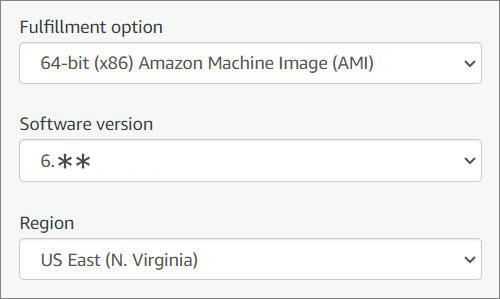 Fulfillment option
64-bit (x86) Amazon Machine Image (AMI)
Software version
6.**
Region
US East (N. Virginia)